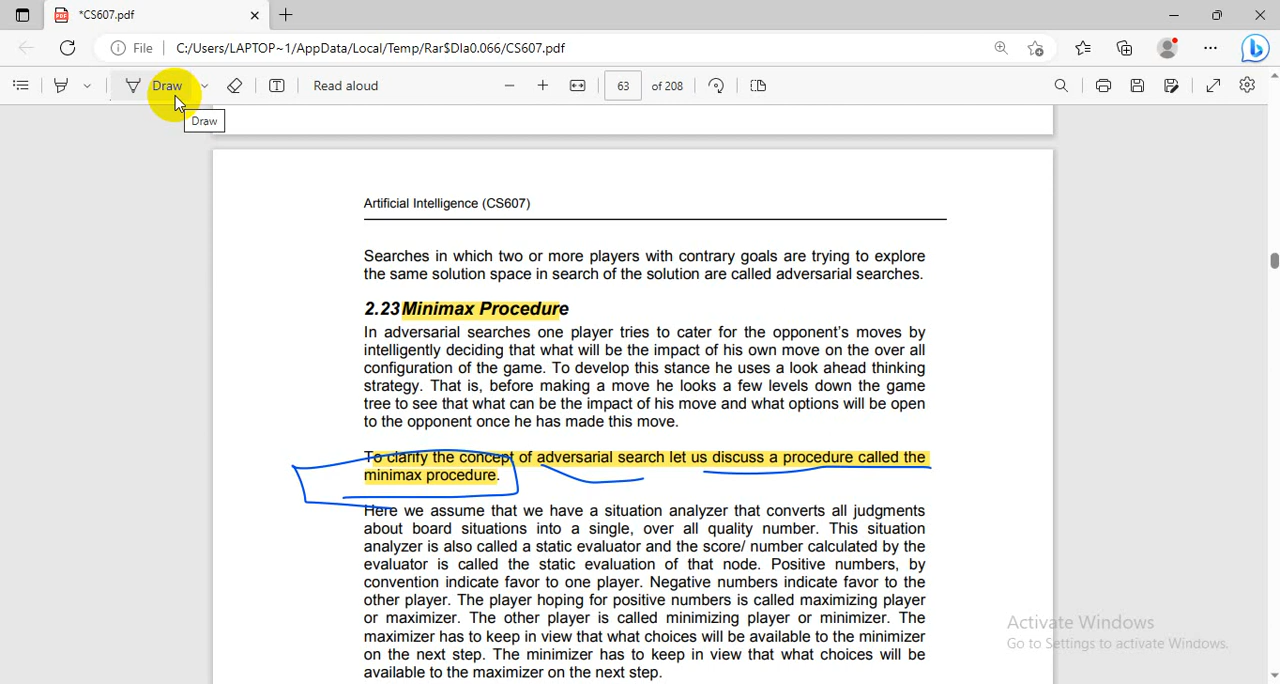 *CS607.pdf
File
C:/Users/LAPTOP~1/AppData/Local/Temp/Rar$DIa0.066/CS607.pdf
Draw
Read aloud
63
of 208
Draw
Artificial Intelligence (CS607)
Searches in which two or more players with contrary goals are trying to explore
the same solution space in search of the solution are called adversarial searches.
2.23Minimax Procedure
In adversarial searches one player tries to cater for the opponent's moves by
intelligently deciding that what will be the impact of his own move on the over all
configuration of the game. To develop this stance he uses a look ahead thinking
strategy. That is, before making a move he looks a few levels down the game
tree to see that what can be the impact of his move and what options will be open
to the opponent once he has made this move.
To clarify the concept of adversarial search let us discuss a procedure called the
minimax procedure.
Here we assume that we have a situation analyzer that converts all judgments
about board situations into a single, over all quality number. This situation
analyzer is also called a static evaluator and the score/ number calculated by the
evaluator is called the static evaluation of that node. Positive numbers, by
convention indicate favor to one player. Negative numbers indicate favor to the
other player. The player hoping for positive numbers is called maximizing player
or maximizer. The other player is called minimizing player or minimizer. The
maximizer has to keep in view that what choices will be available to the minimizer
on the next step. The minimizer has to keep in view that what choices will be
available to the maximizer on the next step.
Activate Windows
Go to Settings to activate Windows.